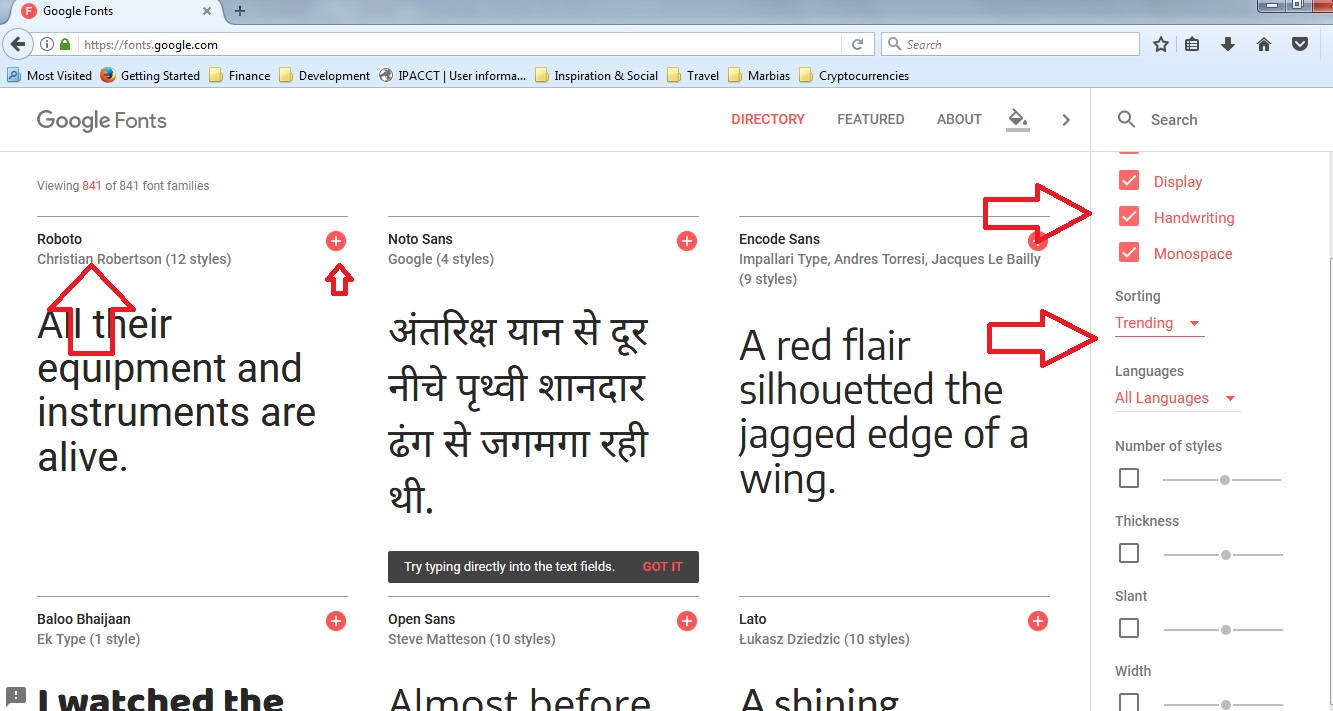 Google Fonts
https://fonts.google.com
Search
Most Visited Getting Started Finance Development IPACCT | User informa... Inspiration & Social Travel Marbias Cryptocurrencies
Google Fonts DIRECTORY FEATURED ABOUT Search
Viewing 841 of 841 font families
Roboto
Christian Robertson (12 styles)
All their
equipment and
instruments are
alive.
Noto Sans
Google (4 styles)
अंतरिक्ष यान से दूर
नीचे पृथ्वी शानदार
ढंग से जगमगा रही
थी.
Try typing directly into the text fields. GOT IT
Encode Sans
Impallari Type, Andres Torresi, Jacques Le Bailly
(9 styles)
A red flair
silhouetted the
jagged edge of a
wing.
Baloo Bhaijaan
Ek Type (1 style)
I watched the
Open Sans
Steve Matteson (10 styles)
Almost before
Lato
Łukasz Dziedzic (10 styles)
A shining
Display
Handwriting
Monospace
Sorting
Trending
Languages
All Languages
Number of styles
Thickness
Slant
Width